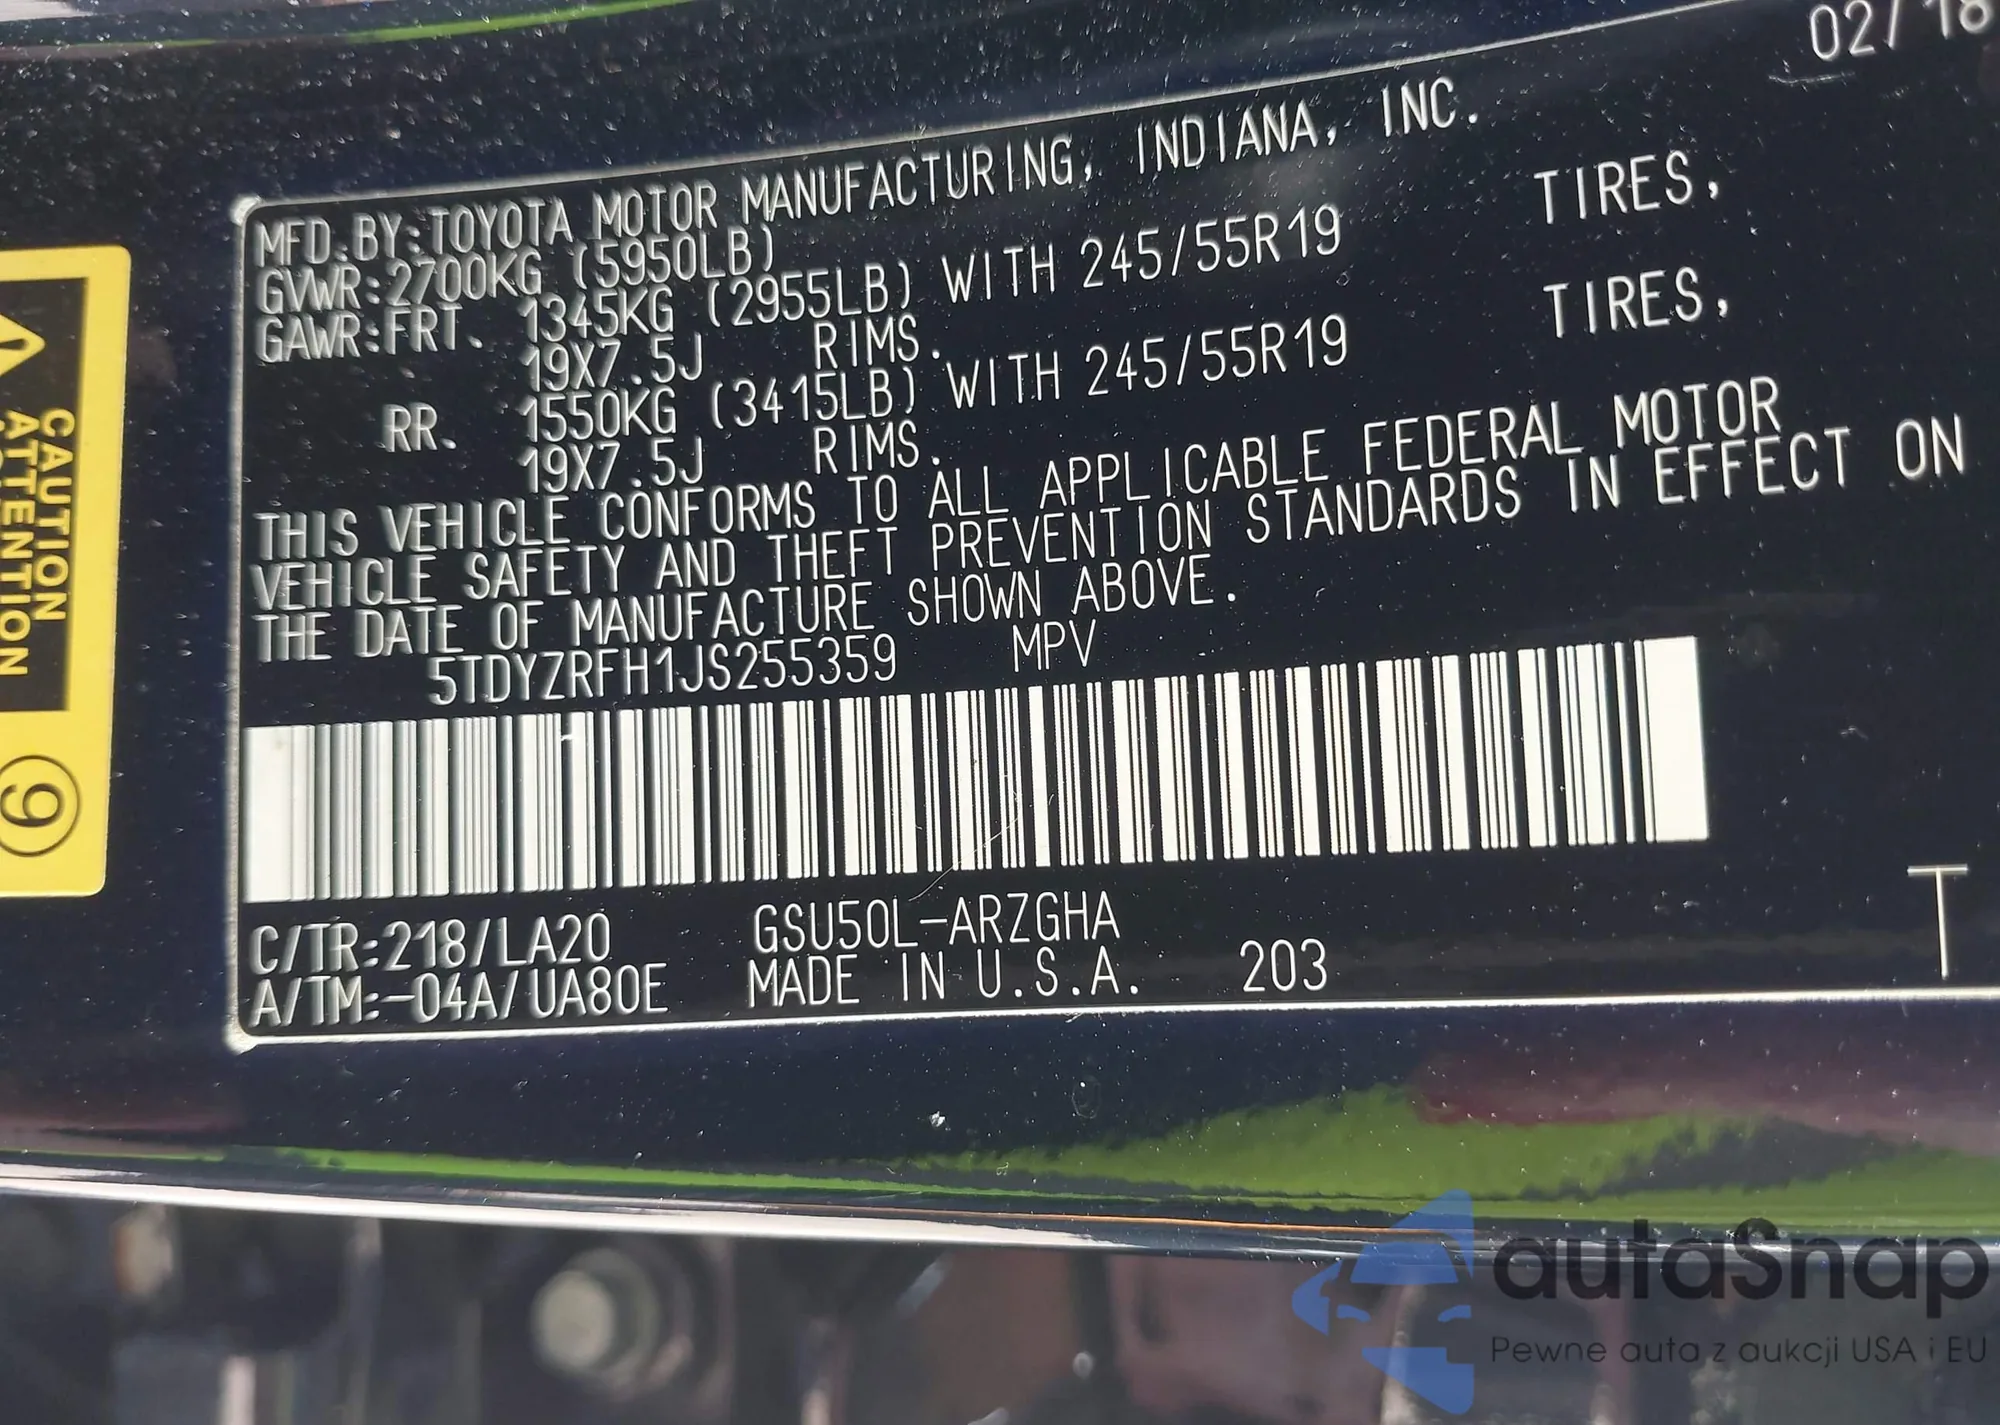 02/18
MFD.BY:TOYOTA MOTOR MANUFACTURING, INDIANA, INC.
GVWR:2700KG (5950LB)
GAWR:FRT. 1345KG (2955LB) WITH 245/55R19 TIRES,
19X7.5J RIMS.
RR. 1550KG (3415LB) WITH 245/55R19 TIRES,
19X7.5J RIMS.
THIS VEHICLE CONFORMS TO ALL APPLICABLE FEDERAL MOTOR
VEHICLE SAFETY AND THEFT PREVENTION STANDARDS IN EFFECT ON
THE DATE OF MANUFACTURE SHOWN ABOVE.
5TDYZRFH1JS255359 MPV
C/TR:218/LA20 GSU50L-ARZGHA
A/TM:-04A/UA80E MADE IN U.S.A. 203
T
CAUTION
ATTENTION
9
autaSnap
Pewne auta z aukcji USA i EU